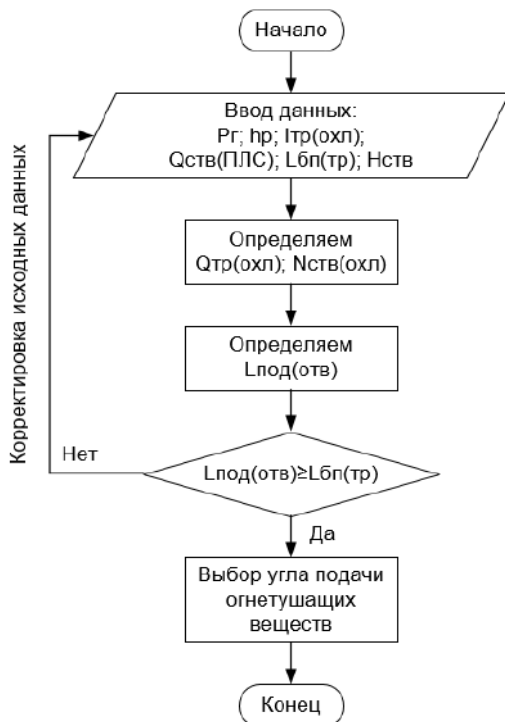 Начало
Ввод данных:
Рг; hр; Iтр(охл);
Qств(ПЛС); Lбп(тр); Нств
Определяем
Qтр(охл); Nств(охл)
Определяем
Lпод(отв)
Корректировка исходных данных
Нет
Lпод(отв)≥Lбп(тр)
Да
Выбор угла подачи
огнетушащих
веществ
Конец